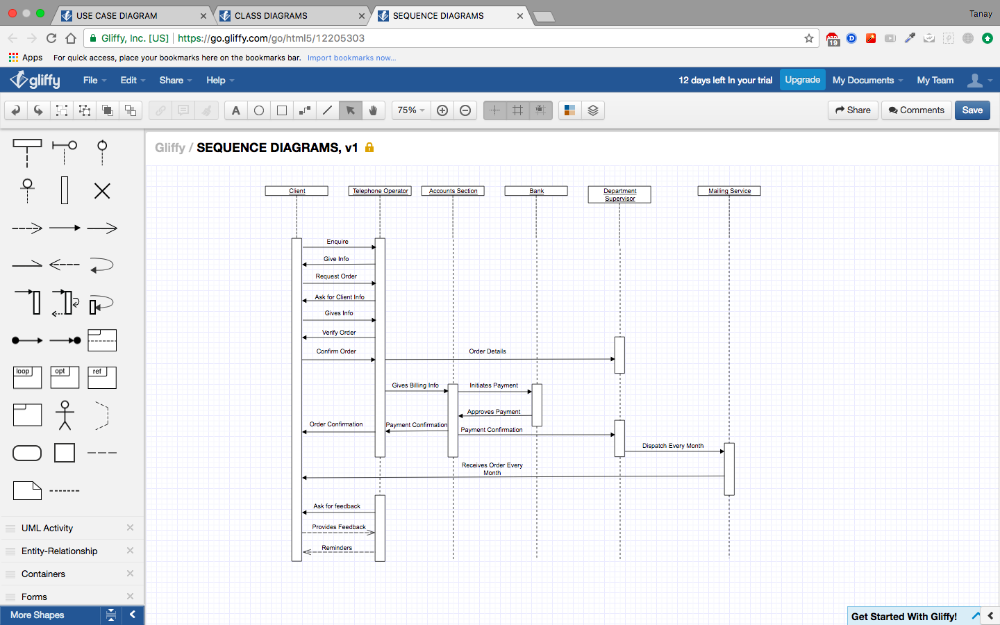 USE CASE DIAGRAM
CLASS DIAGRAMS
SEQUENCE DIAGRAMS
Tanay
Gliffy, Inc. [US]
https://go.gliffy.com/go/html5/12205303
19
D
Apps
For quick access, place your bookmarks here on the bookmarks bar.
Import bookmarks now...
gliffy
File
Edit
Share
Help
12 days left In your trial
Upgrade
My Documents
My Team
A
75%
Share
Comments
Save
Gliffy / SEQUENCE DIAGRAMS, v1
Client
Telephone Operator
Accounts Section
Bank
Department
Supervisor
Mailing Service
Enquire
Give Info
Request Order
Ask for Client Info
Gives Info
Verify Order
Confirm Order
Order Details
Gives Billing Info
Initiates Payment
Approves Payment
Order Confirmation
Payment Confirmation
Payment Confirmation
Dispatch Every Month
Receives Order Every
Month
Ask for feedback
Provides Feedback
Reminders
loop
opt
ref
UML Activity
Entity-Relationship
Containers
Forms
More Shapes
Get Started With Gliffy!